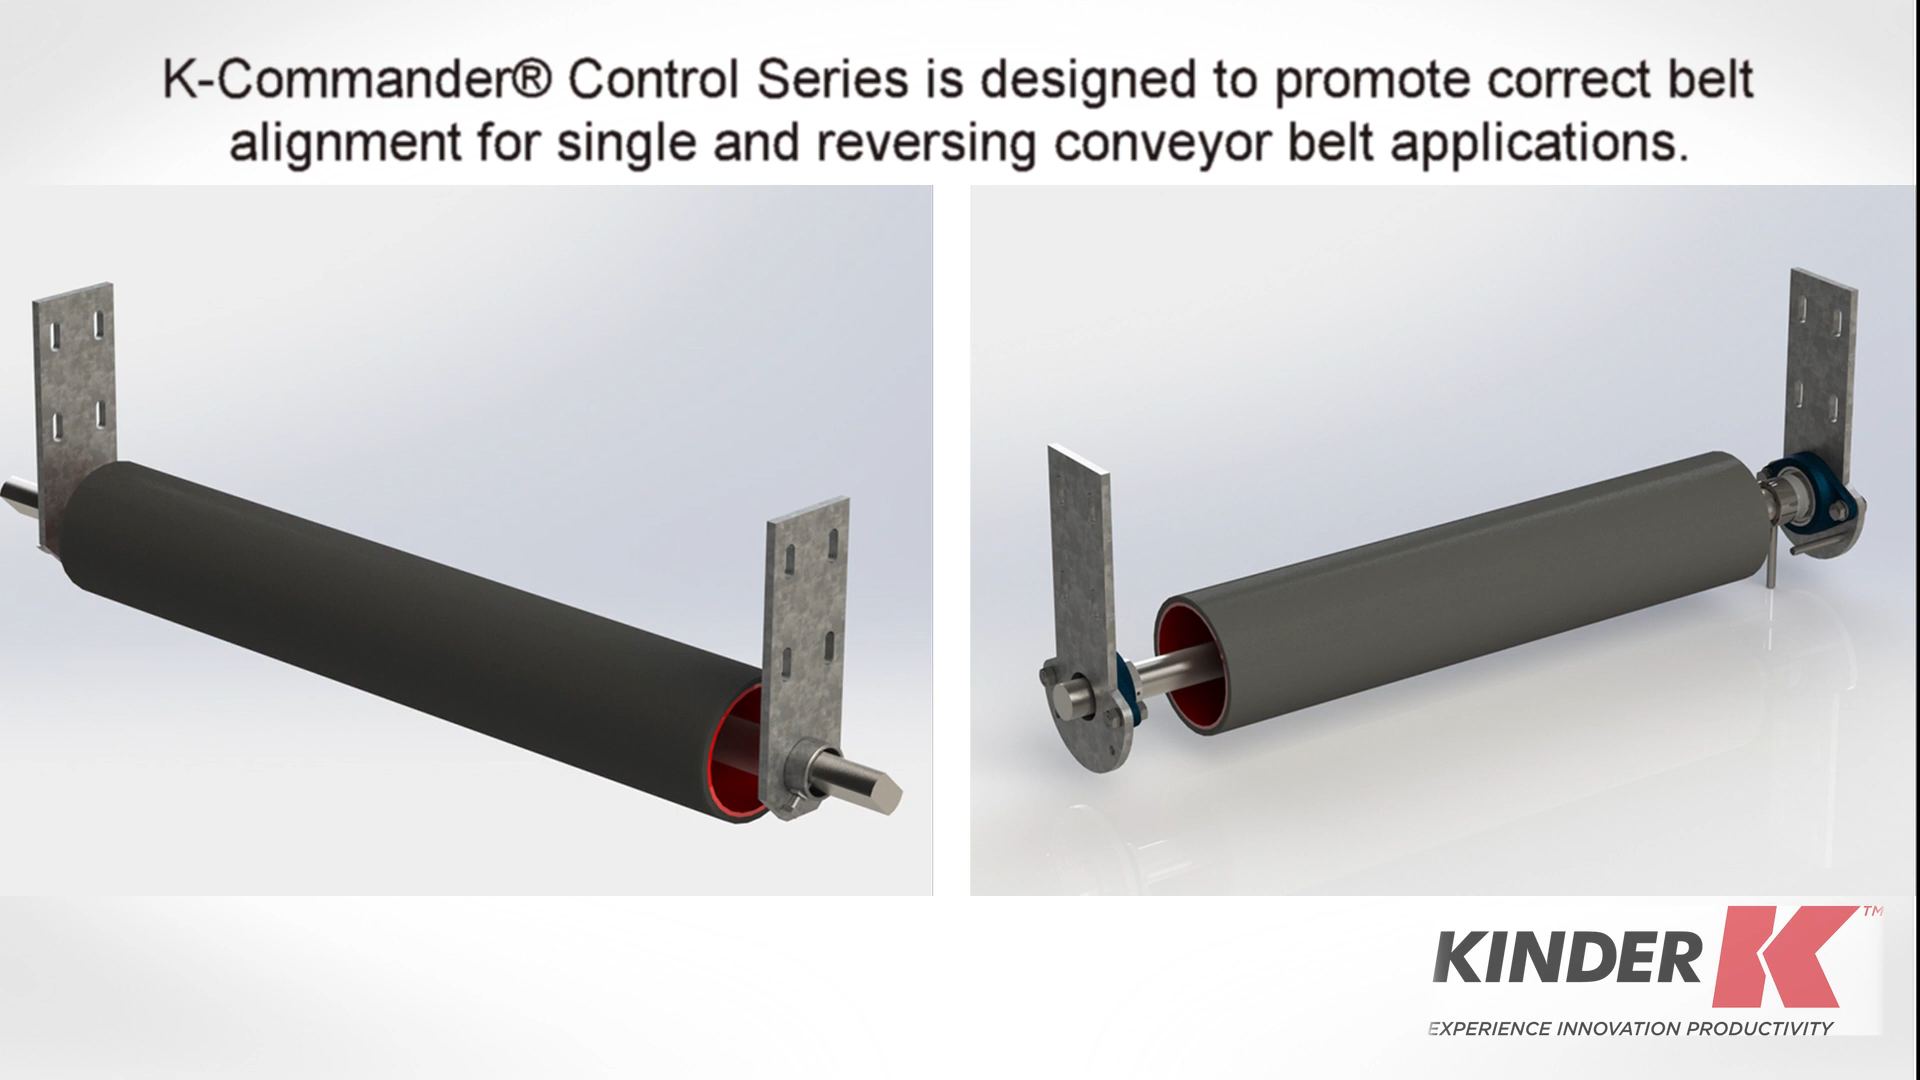 K-Commander® Control Series is designed to promote correct belt
alignment for single and reversing conveyor belt applications.
KINDER K™
EXPERIENCE INNOVATION PRODUCTIVITY